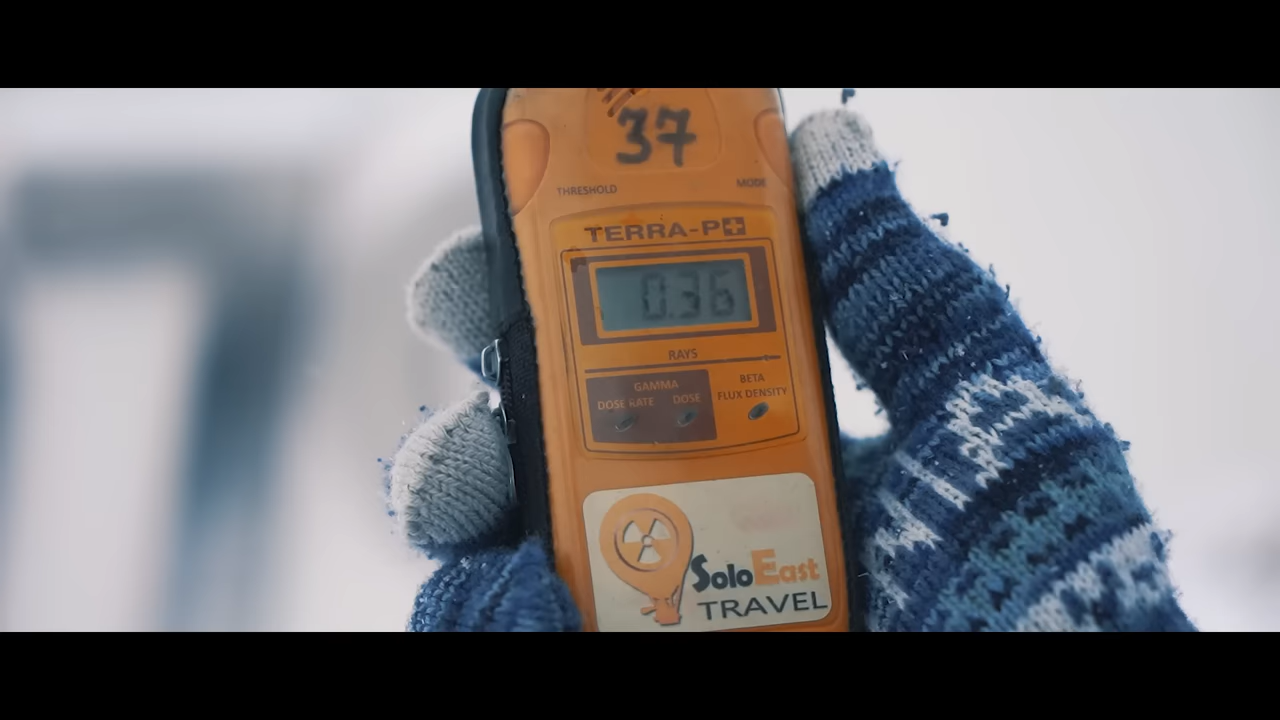 37
THRESHOLD MODE
TERRA-P+
0.36
RAYS
GAMMA
DOSE RATE DOSE
BETA
FLUX DENSITY
SoloEast
TRAVEL